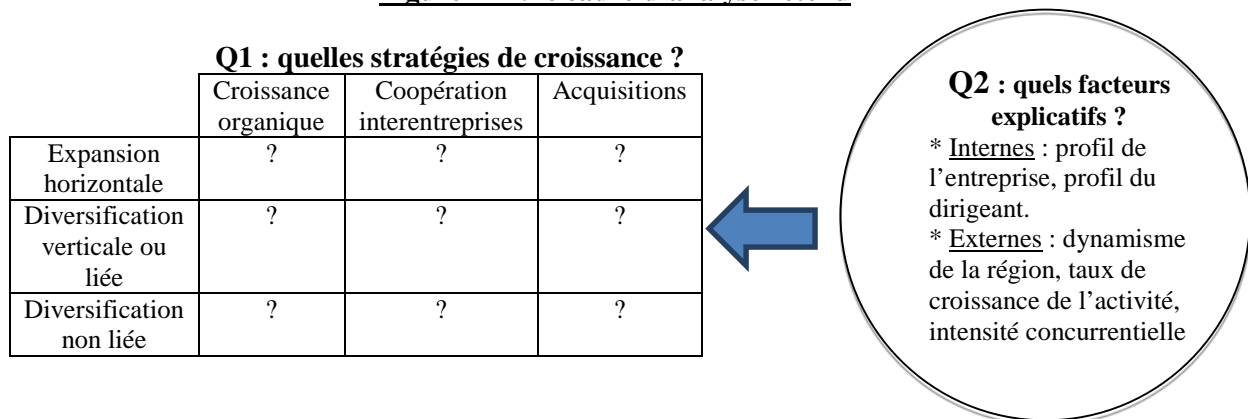 Q1 : quelles stratégies de croissance ?
Croissance organique Coopération interentreprises Acquisitions
Expansion horizontale ? ? ?
Diversification verticale ou liée ? ? ?
Diversification non liée ? ? ?
Q2 : quels facteurs
explicatifs ?
* Internes : profil de
l’entreprise, profil du
dirigeant.
* Externes : dynamisme
de la région, taux de
croissance de l’activité,
intensité concurrentielle